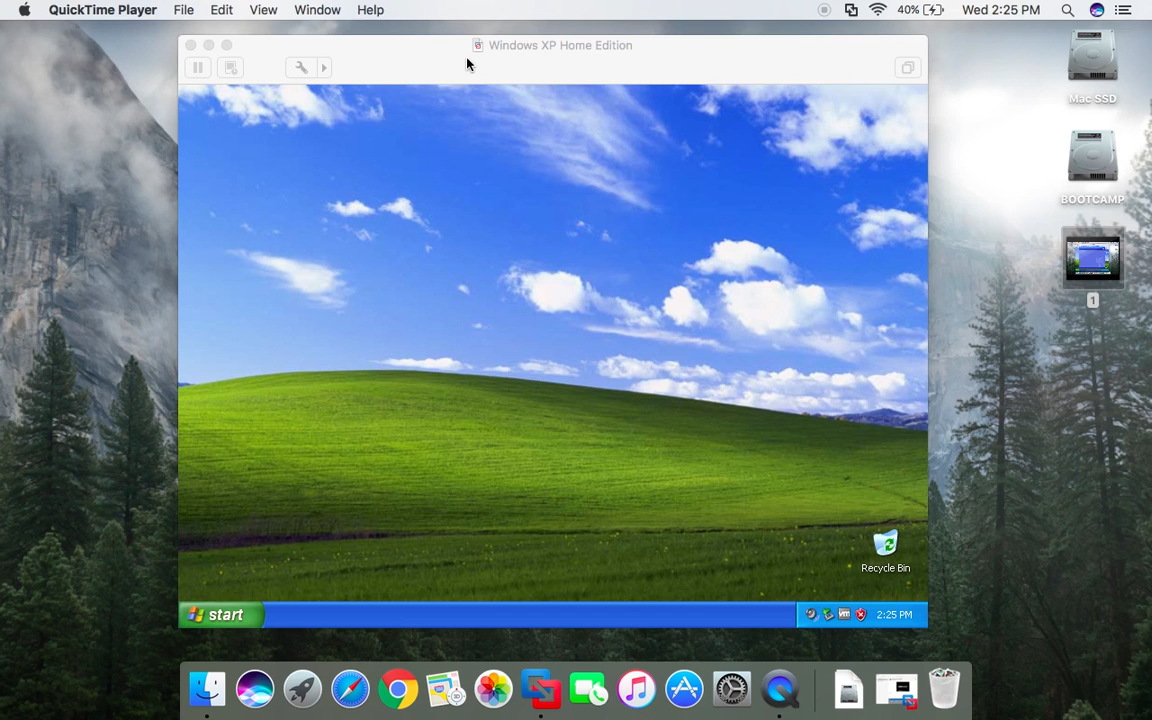 QuickTime Player File Edit View Window Help 40% Wed 2:25 PM
Windows XP Home Edition
Mac SSD
BOOTCAMP
1
Recycle Bin
start 2:25 PM